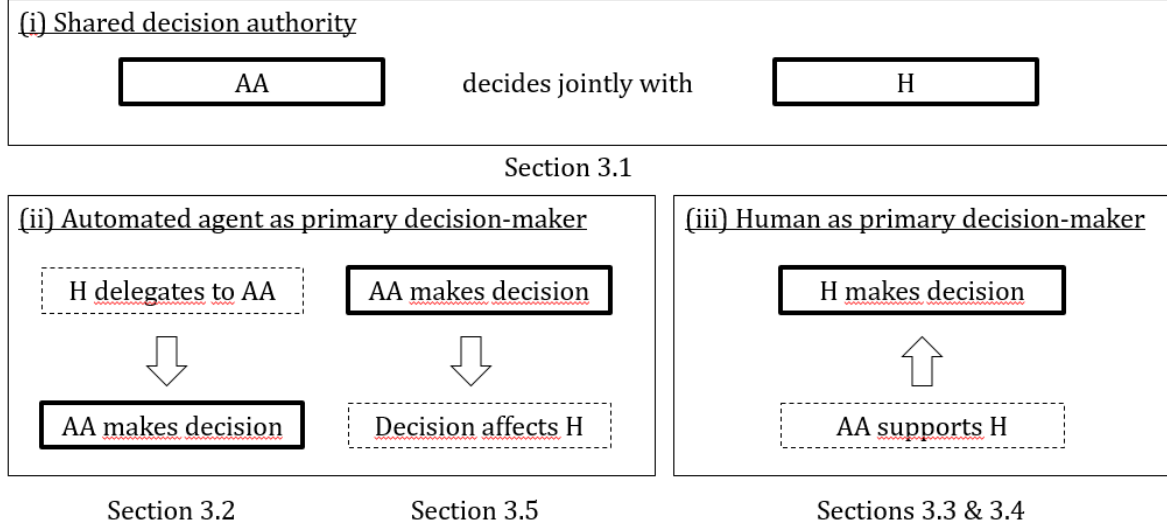 (i) Shared decision authority
AA decides jointly with H
Section 3.1
(ii) Automated agent as primary decision-maker
H delegates to AA
AA makes decision
AA makes decision
Decision affects H
Section 3.2
Section 3.5
(iii) Human as primary decision-maker
H makes decision
AA supports H
Sections 3.3 & 3.4